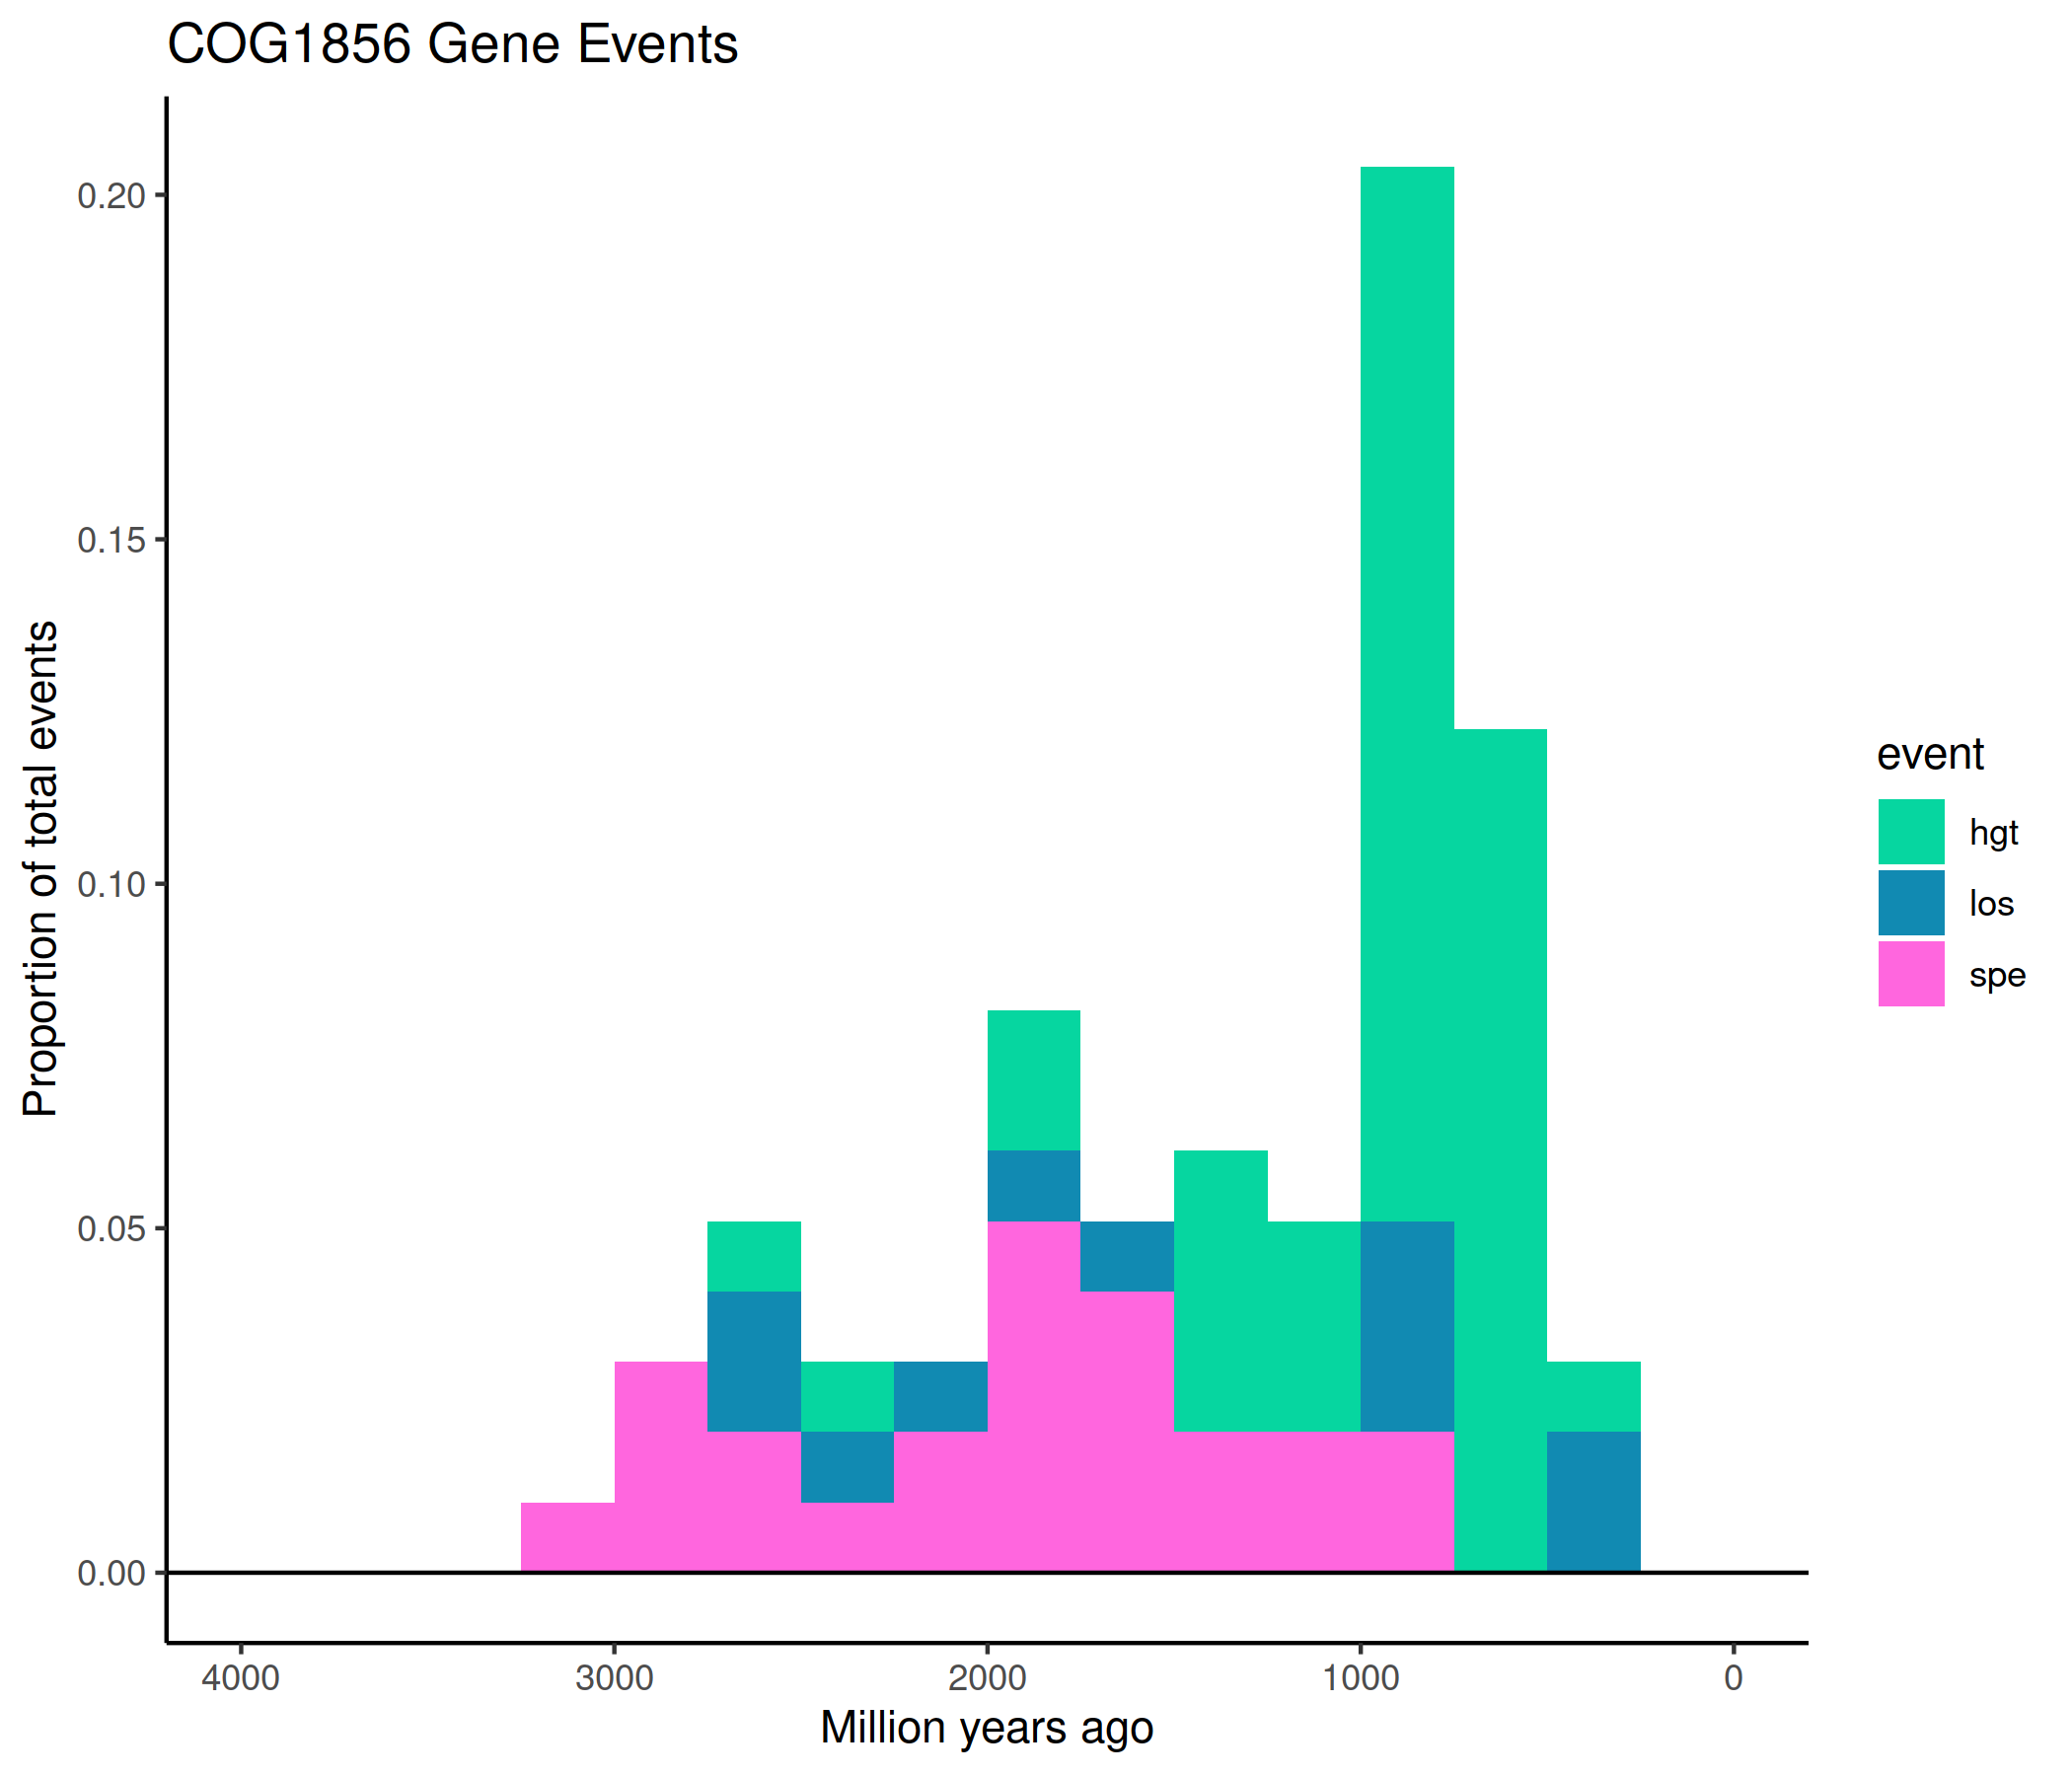 COG1856 Gene Events
Proportion of total events
0.20
0.15
0.10
0.05
0.00
4000 3000 2000 1000 0
Million years ago
event
hgt
los
spe